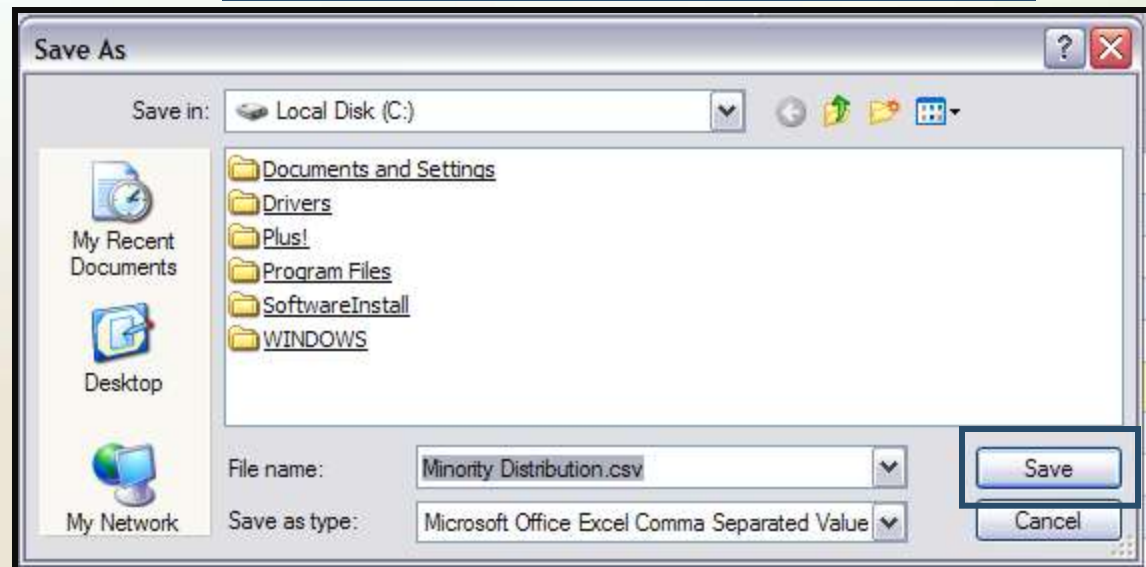 Save As
?
Save in: Local Disk (C:)
My Recent
Documents
Desktop
My Network
Documents and Settings
Drivers
Plus!
Program Files
SoftwareInstall
WINDOWS
File name: Minority Distribution.csv
Save
Save as type: Microsoft Office Excel Comma Separated Value
Cancel